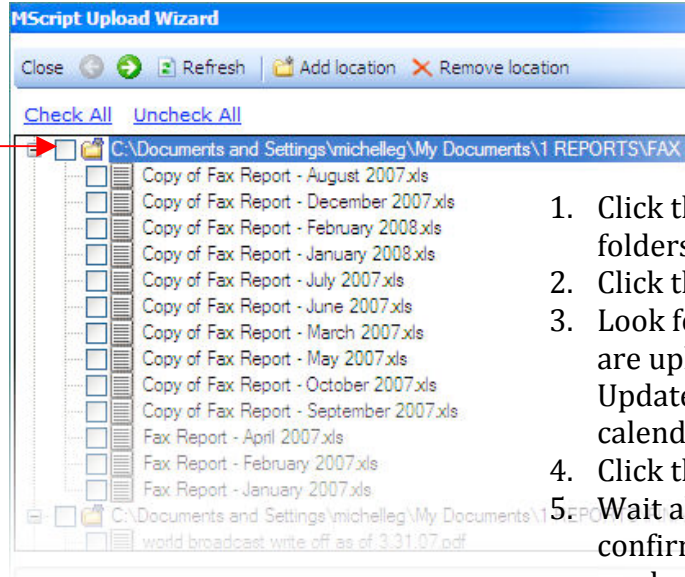 MScript Upload Wizard
Close Refresh Add location Remove location
Check All Uncheck All
C:\Documents and Settings\michelleg\My Documents\1 REPORTS\FAX
Copy of Fax Report - August 2007.xls
Copy of Fax Report - December 2007.xls
Copy of Fax Report - February 2008.xls
Copy of Fax Report - January 2008.xls
Copy of Fax Report - July 2007.xls
Copy of Fax Report - June 2007.xls
Copy of Fax Report - March 2007.xls
Copy of Fax Report - May 2007.xls
Copy of Fax Report - October 2007.xls
Copy of Fax Report - September 2007.xls
Fax Report - April 2007.xls
Fax Report - February 2007.xls
Fax Report - January 2007.xls
C:\Documents and Settings\michelleg\My Documents\1
world broadcast write off as of 3.31.07.pdf
1. Click
folders
2. Click
3. Look
are
Update
4. Click
5. Wait a